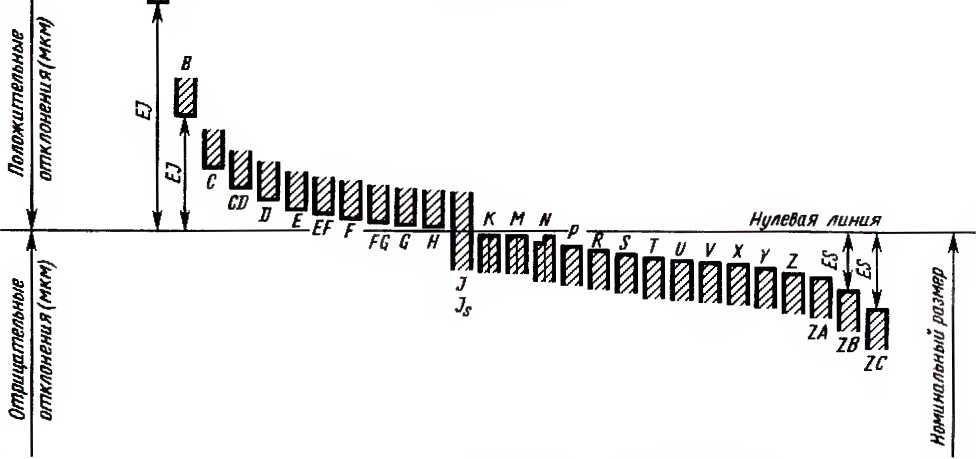 Положительные
отклонения (мкм)
EJ
B
EJ
C
CD
D
E
EF
F
FG
G
H
J
Js
K
M
N
P
R
S
T
U
V
X
Y
Z
ZA
ZB
ZC
Нулевая линия
ES
ES
Отрицательные
отклонения (мкм)
Номинальный размер